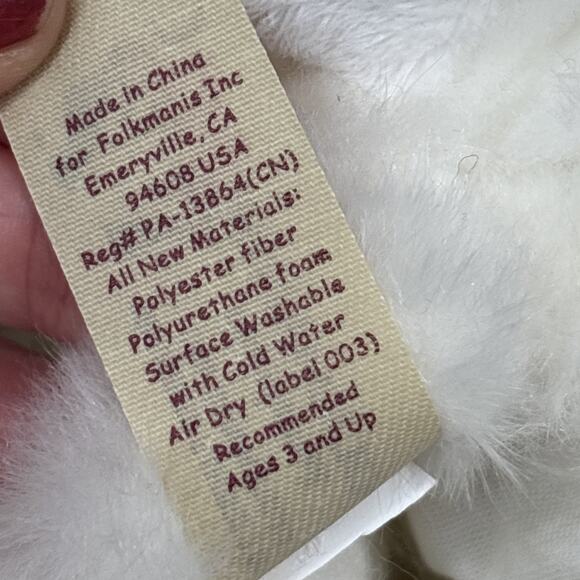 Made in China
for Folkmanis Inc
Emeryville, CA
94608 USA
Reg# PA-13864(CN)
All New Materials:
Polyester fiber
Polyurethane foam
Surface Washable
with Cold Water
Air Dry (label 003)
Recommended
Ages 3 and Up